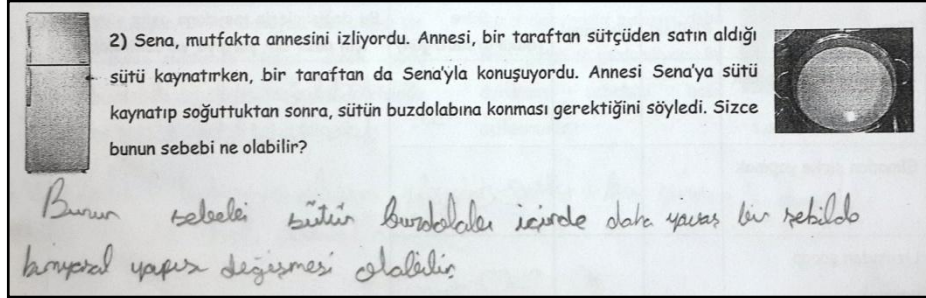 2) Sena, mutfakta annesini izliyordu. Annesi, bir taraftan sütçüden satın aldığı
sütü kaynatırken, bir taraftan da Sena'yla konuşuyordu. Annesi Sena'ya sütü
kaynatıp soğuttuktan sonra, sütün buzdolabına konması gerektiğini söyledi. Sizce
bunun sebebi ne olabilir?
Bunun sebebi sütün buzdolabı içinde daha yavaş bir şekilde
kimyasal yapısı değişmesi olabilir